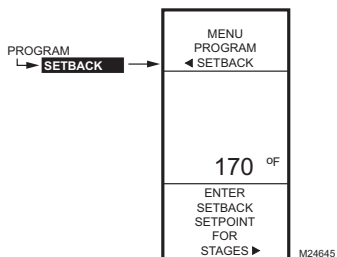 PROGRAM
SETBACK
MENU
PROGRAM
◄ SETBACK
170 °F
ENTER
SETBACK
SETPOINT
FOR
STAGES ►
M24645